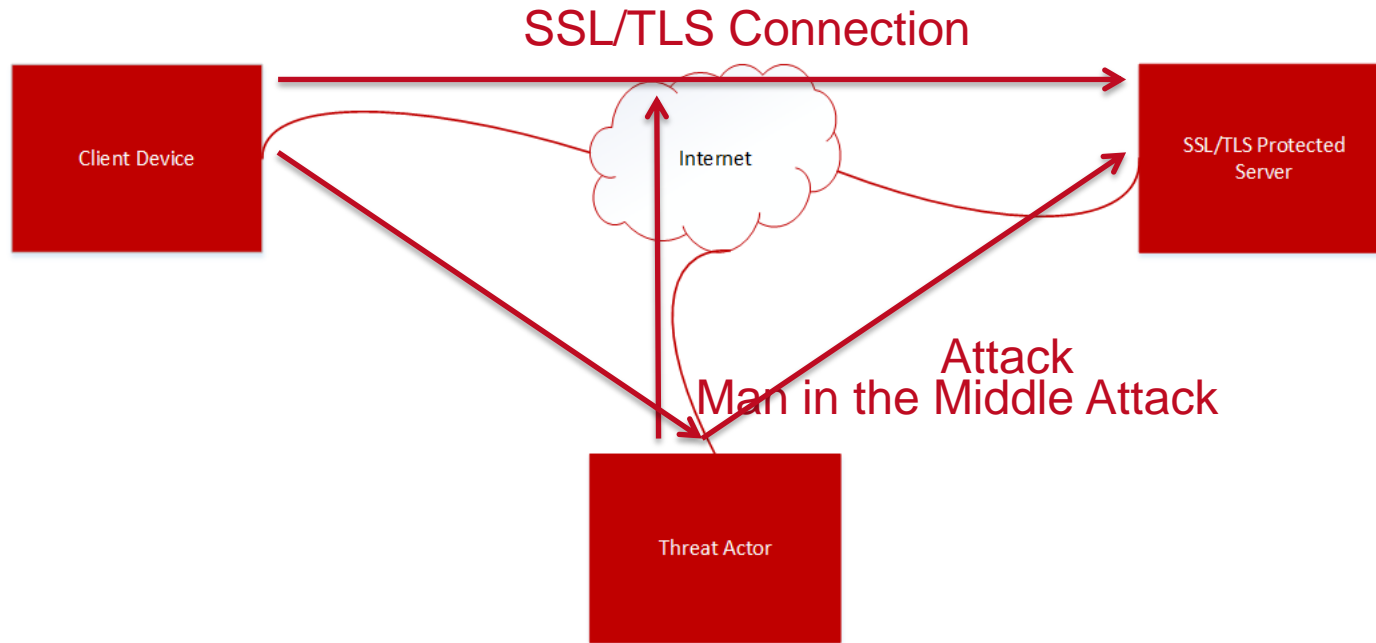 SSL/TLS Connection
Client Device
Internet
SSL/TLS Protected
Server
Attack
Man in the Middle Attack
Threat Actor